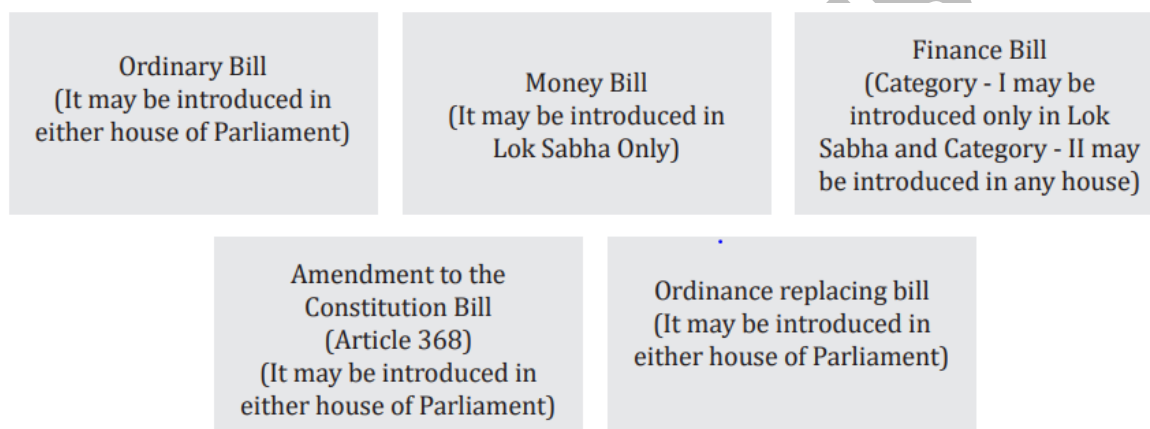 Ordinary Bill
(It may be introduced in
either house of Parliament)
Money Bill
(It may be introduced in
Lok Sabha Only)
Finance Bill
(Category - I may be
introduced only in Lok
Sabha and Category - II may
be introduced in any house)
Amendment to the
Constitution Bill
(Article 368)
(It may be introduced in
either house of Parliament)
Ordinance replacing bill
(It may be introduced in
either house of Parliament)